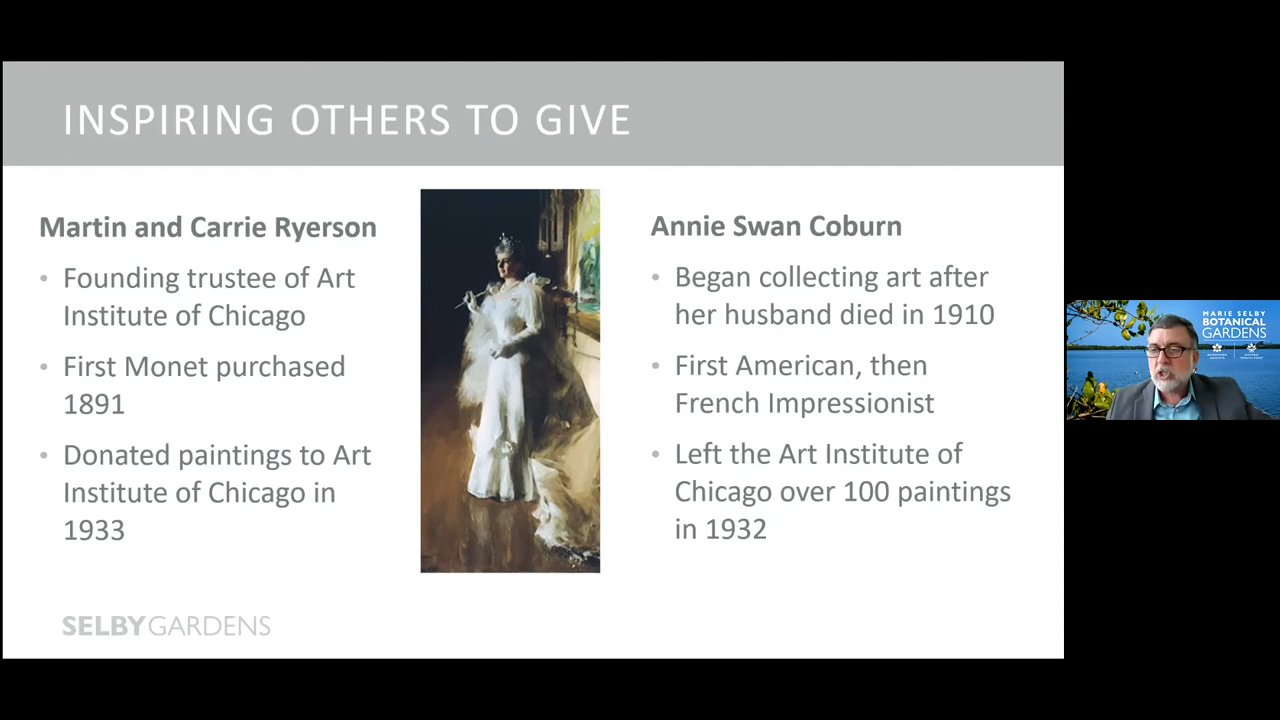 INSPIRING OTHERS TO GIVE
Martin and Carrie Ryerson
• Founding trustee of Art
Institute of Chicago
• First Monet purchased
1891
• Donated paintings to Art
Institute of Chicago in
1933
Annie Swan Coburn
• Began collecting art after
her husband died in 1910
• First American, then
French Impressionist
• Left the Art Institute of
Chicago over 100 paintings
in 1932
SELBY GARDENS
MARIE SELBY
BOTANICAL
GARDENS